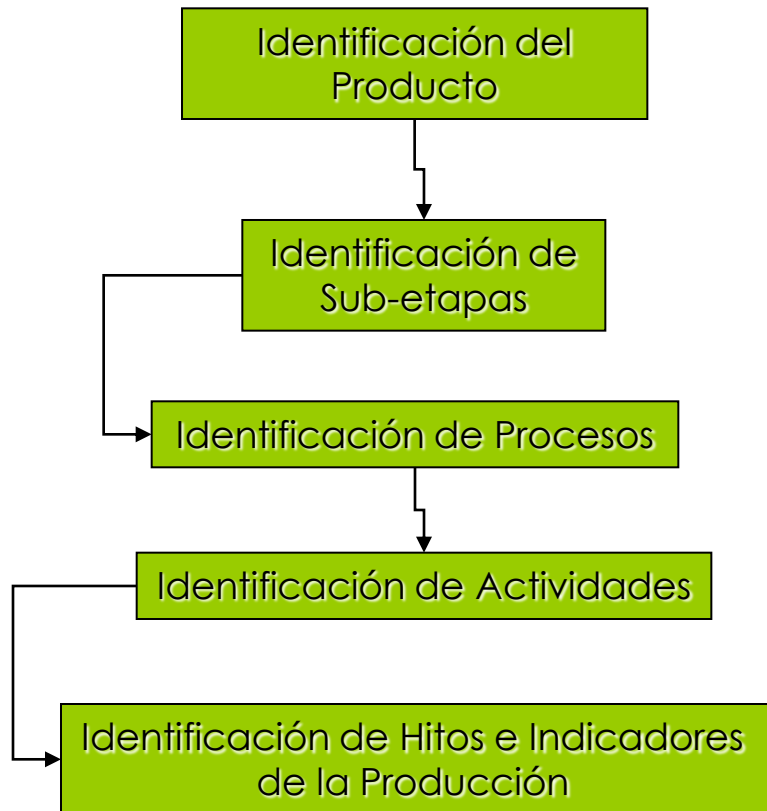 Identificación del
Producto
Identificación de
Sub-etapas
Identificación de Procesos
Identificación de Actividades
Identificación de Hitos e Indicadores
de la Producción